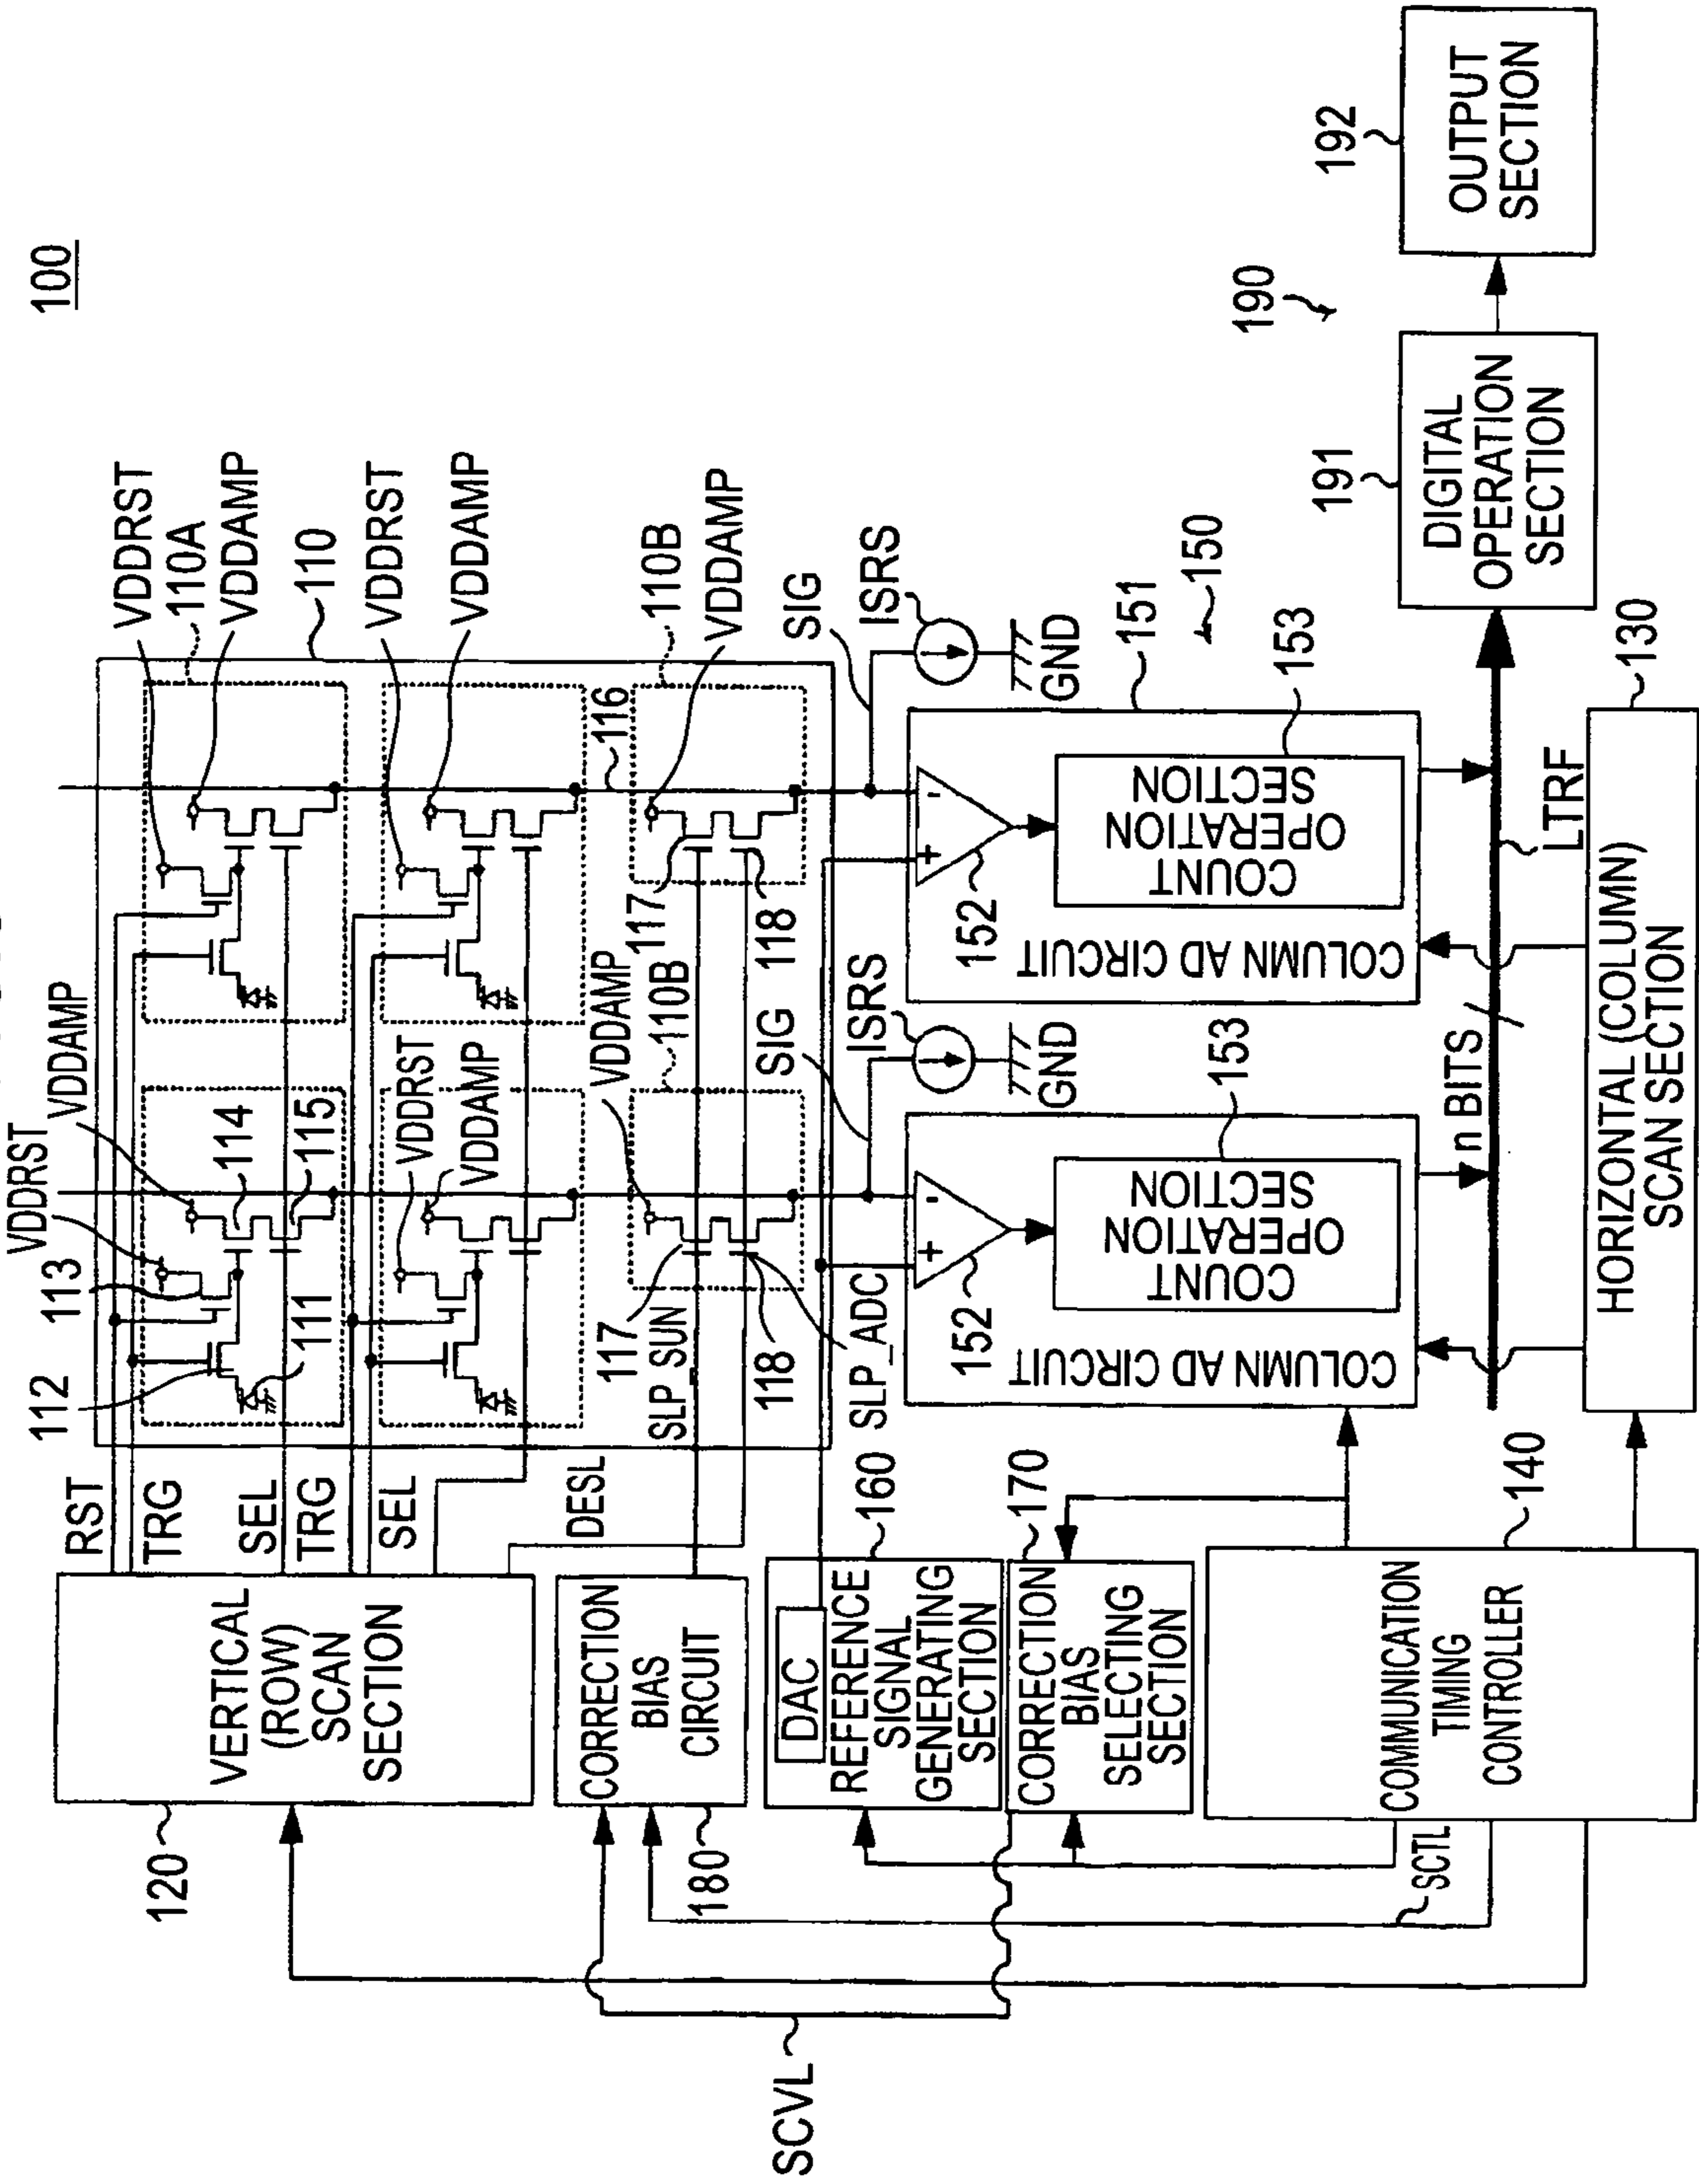 100
VDDRST
VDDAMP
113
112
114
115
111
VDDRST
110A
VDDAMP
110
VDDRST
VDDAMP
VDDRST
VDDAMP
RST
TRG
SEL
TRG
SEL
DESL
VERTICAL
(ROW)
SCAN
SECTION
120
116
110B
VDDAMP
117
118
VDDAMP
110B
117
SLP_SUN
118
SLP_ADC
CORRECTION
BIAS
CIRCUIT
180
SIG
ISRS
GND
SIG
ISRS
GND
DAC
REFERENCE
SIGNAL
GENERATING
SECTION
160
CORRECTION
BIAS
SELECTING
SECTION
170
SCVL
SCTL
COMMUNICATION
TIMING
CONTROLLER
140
-
+
152
COUNT
OPERATION
SECTION
153
COLUMN AD CIRCUIT
-
+
152
COUNT
OPERATION
SECTION
153
COLUMN AD CIRCUIT
151
150
n BITS
LTRF
HORIZONTAL (COLUMN)
SCAN SECTION
130
191
DIGITAL
OPERATION
SECTION
190
192
OUTPUT
SECTION